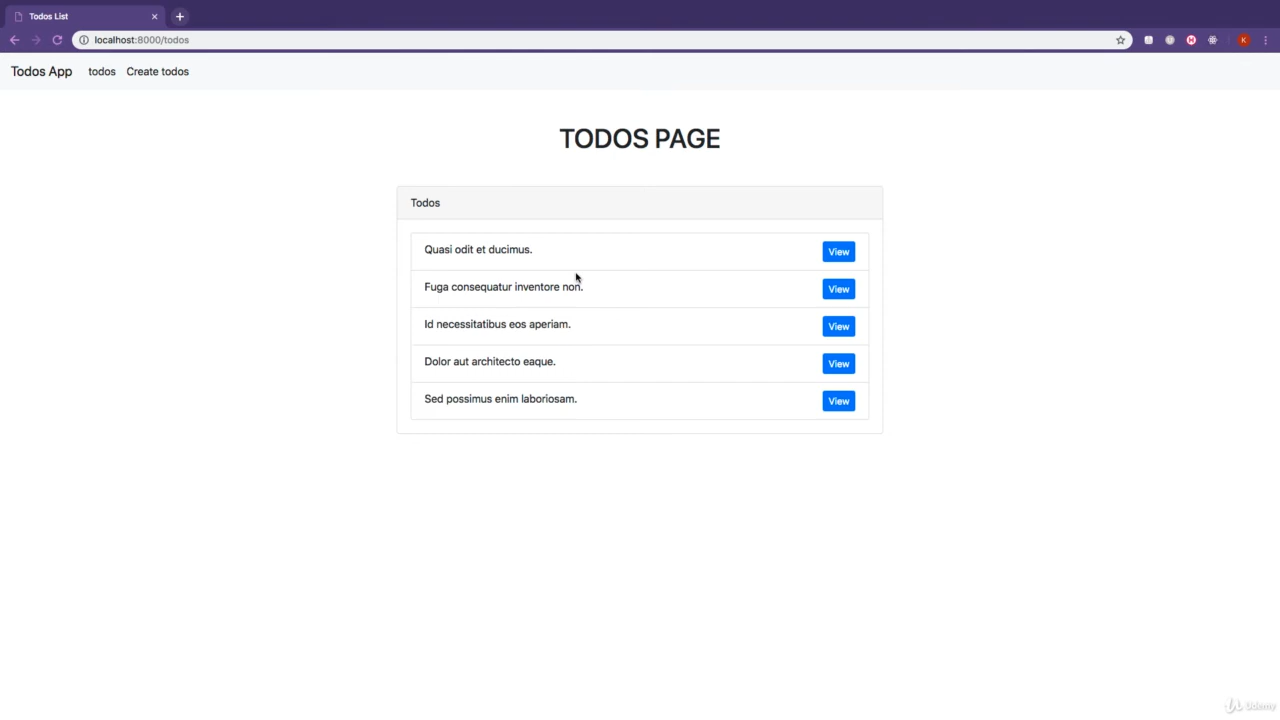 Todos List
localhost:8000/todos
K
Todos App todos Create todos
TODOS PAGE
Todos
Quasi odit et ducimus. View
Fuga consequatur inventore non. View
Id necessitatibus eos aperiam. View
Dolor aut architecto eaque. View
Sed possimus enim laboriosam. View
Udemy